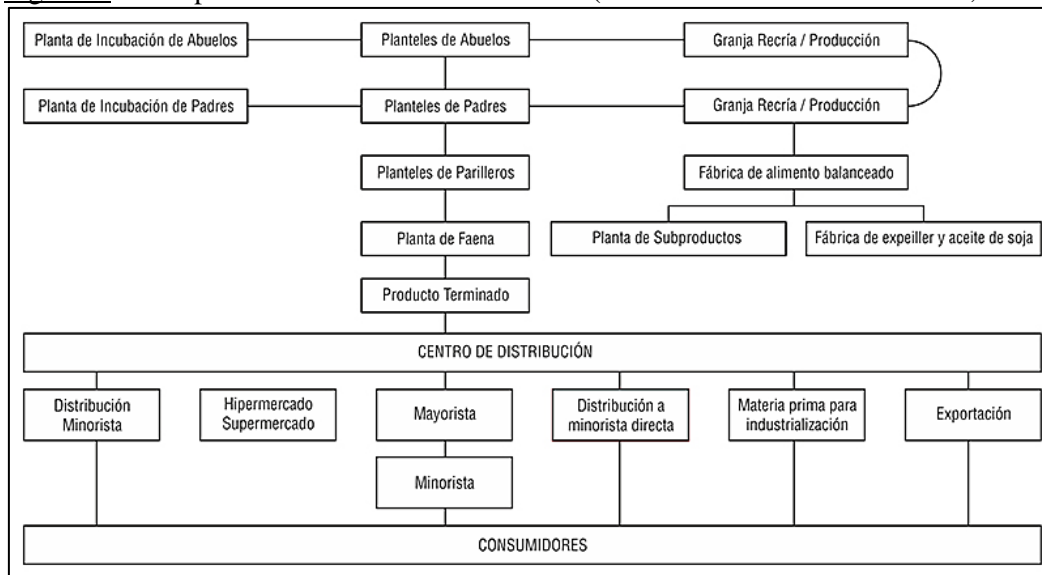 Planta de Incubación de Abuelos
Planteles de Abuelos
Granja Recría / Producción
Planta de Incubación de Padres
Planteles de Padres
Granja Recría / Producción
Planteles de Parilleros
Fábrica de alimento balanceado
Planta de Faena
Planta de Subproductos
Fábrica de expeiller y aceite de soja
Producto Terminado
CENTRO DE DISTRIBUCIÓN
Distribución
Minorista
Hipermercado
Supermercado
Mayorista
Distribución a
minorista directa
Materia prima para
industrialización
Exportación
Minorista
CONSUMIDORES